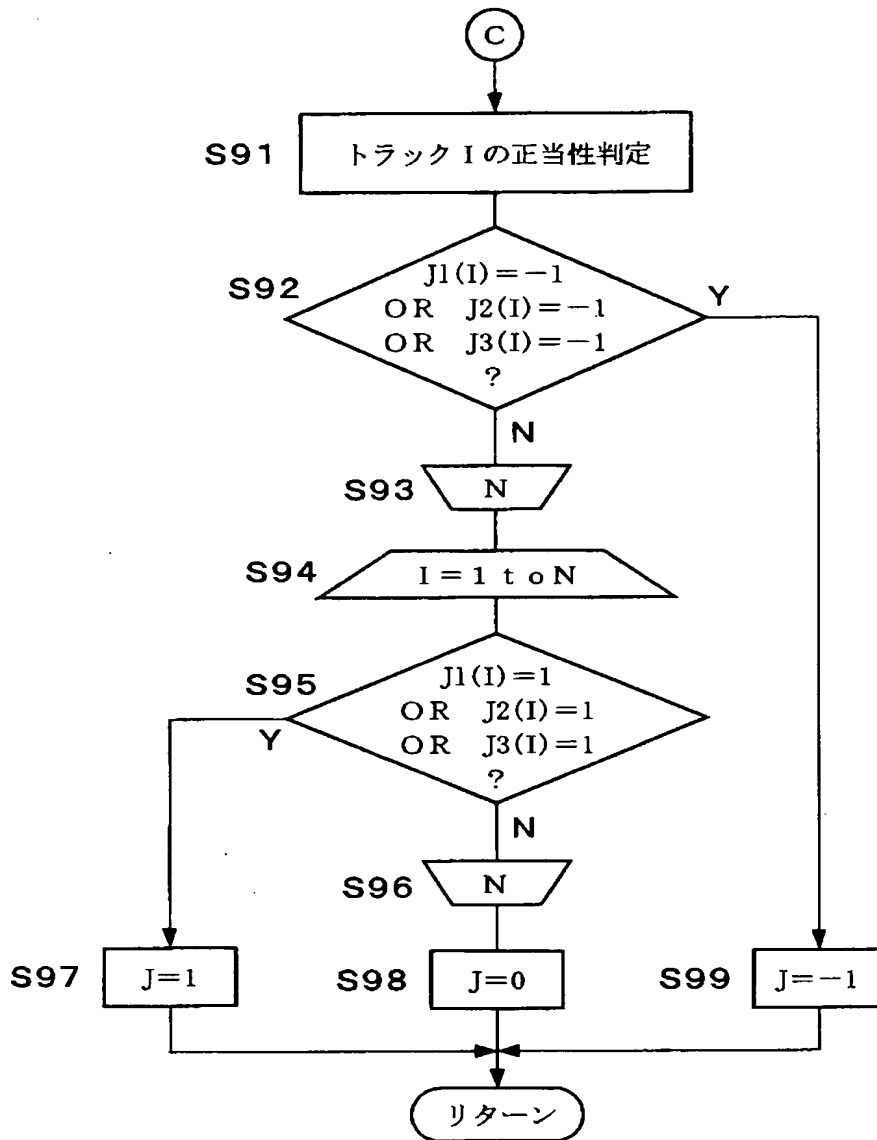 C
S91
トラックIの正当性判定
S92
J1(I)=-1
OR J2(I)=-1
OR J3(I)=-1
?
Y
N
S93
N
S94
I=1 to N
S95
J1(I)=1
OR J2(I)=1
OR J3(I)=1
?
Y
N
S96
N
S97
J=1
S98
J=0
S99
J=-1
リターン